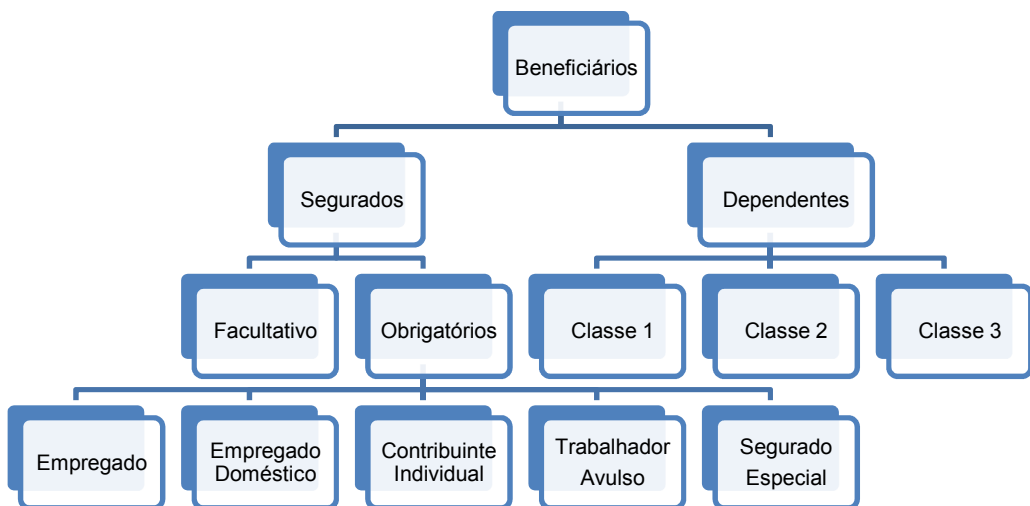 Beneficiários
Segurados
Dependentes
Facultativo
Obrigatórios
Classe 1
Classe 2
Classe 3
Empregado
Empregado
Doméstico
Contribuinte
Individual
Trabalhador
Avulso
Segurado
Especial